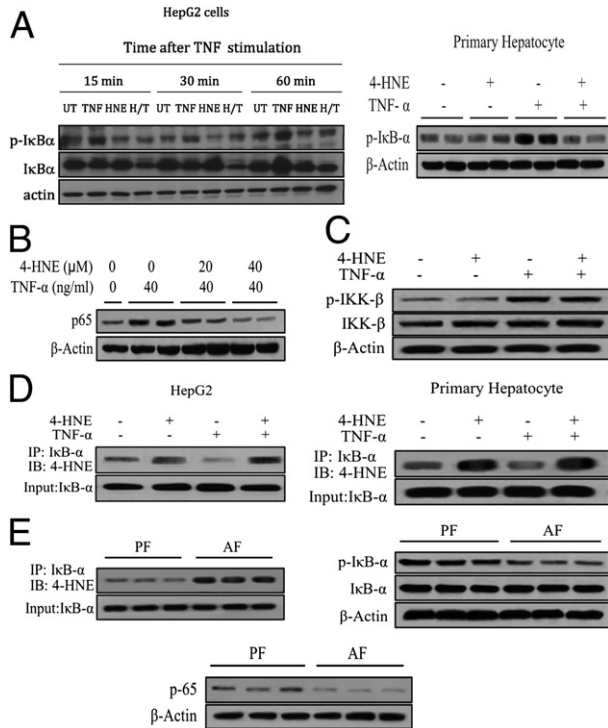 A
HepG2 cells
Time after TNF stimulation
15 min 30 min 60 min
UT TNF HNE H/T UT TNF HNE H/T UT TNF HNE H/T
p-IκBα
IκBα
actin
Primary Hepatocyte
4-HNE - + - +
TNF-α - - + +
p-IκB-α
β-Actin
B
4-HNE (µM) 0 0 20 40
TNF-α (ng/ml) 0 40 40 40
p65
β-Actin
C
4-HNE - + - +
TNF-α - - + +
p-IKK-β
IKK-β
β-Actin
D
HepG2
4-HNE - + - +
TNF-α - - + +
IP: IκB-α
IB: 4-HNE
Input:IκB-α
Primary Hepatocyte
4-HNE - + - +
TNF-α - - + +
IP: IκB-α
IB: 4-HNE
Input:IκB-α
E
PF AF
IP: IκB-α
IB: 4-HNE
Input:IκB-α
PF AF
p-IκB-α
IκB-α
β-Actin
PF AF
p-65
β-Actin